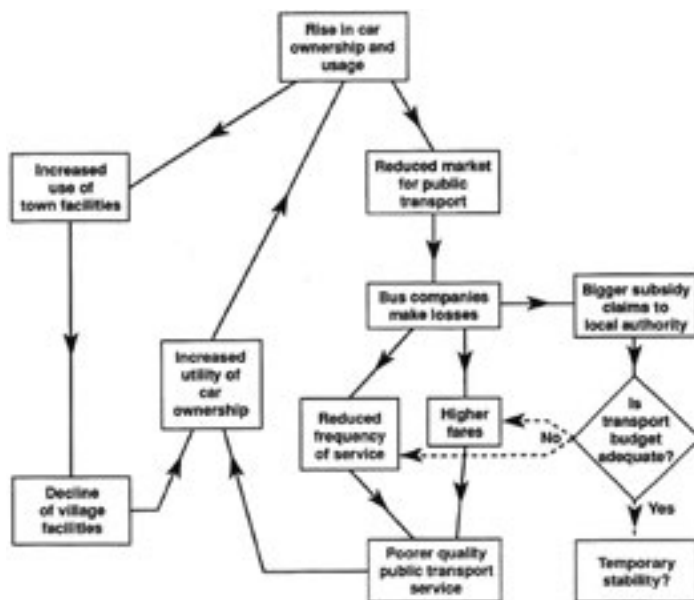 Rise in car
ownership and
usage
Increased
use of
town facilities
Reduced market
for public
transport
Bus companies
make losses
Bigger subsidy
claims to
local authority
Increased
utility of
car
ownership
Reduced
frequency
of service
Higher
fares
No
Is
transport
budget
adequate?
Yes
Decline
of village
facilities
Poorer quality
public transport
service
Temporary
stability?